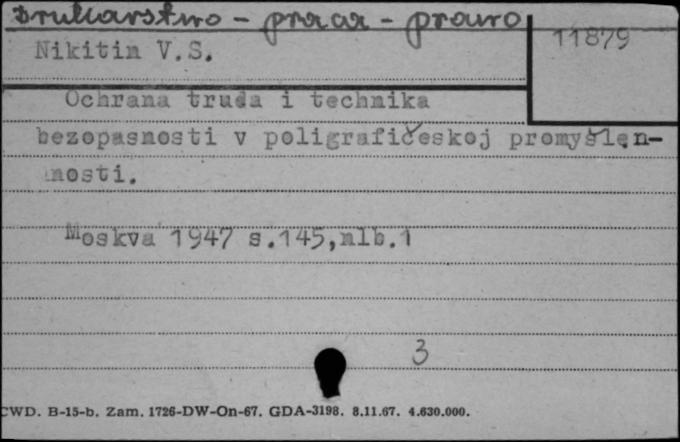 Drukarstwo - praca - prawo
Nikitin V.S.
11879
Ochrana truda i technika
bezopasnosti v poligrafičeskoj promyšlen-
nosti.
Moskva 1947 s.145,nlb.1
3
CWD. B-15-b. Zam. 1726-DW-On-67. GDA-3198. 8.11.67. 4.630.000.